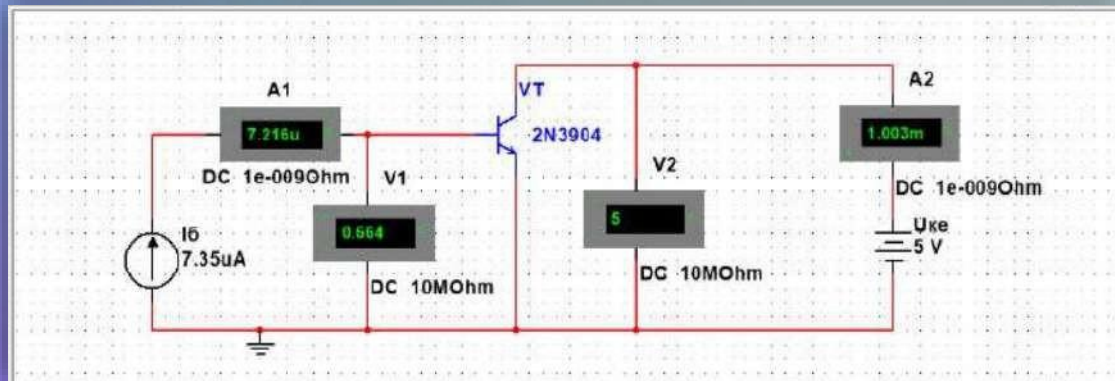 A1
7.216u
DC 1e-009Ohm
V1
0.664
DC 10MOhm
Iб
7.35uA
VT
2N3904
V2
5
DC 10MOhm
A2
1.003m
DC 1e-009Ohm
Uке
5 V